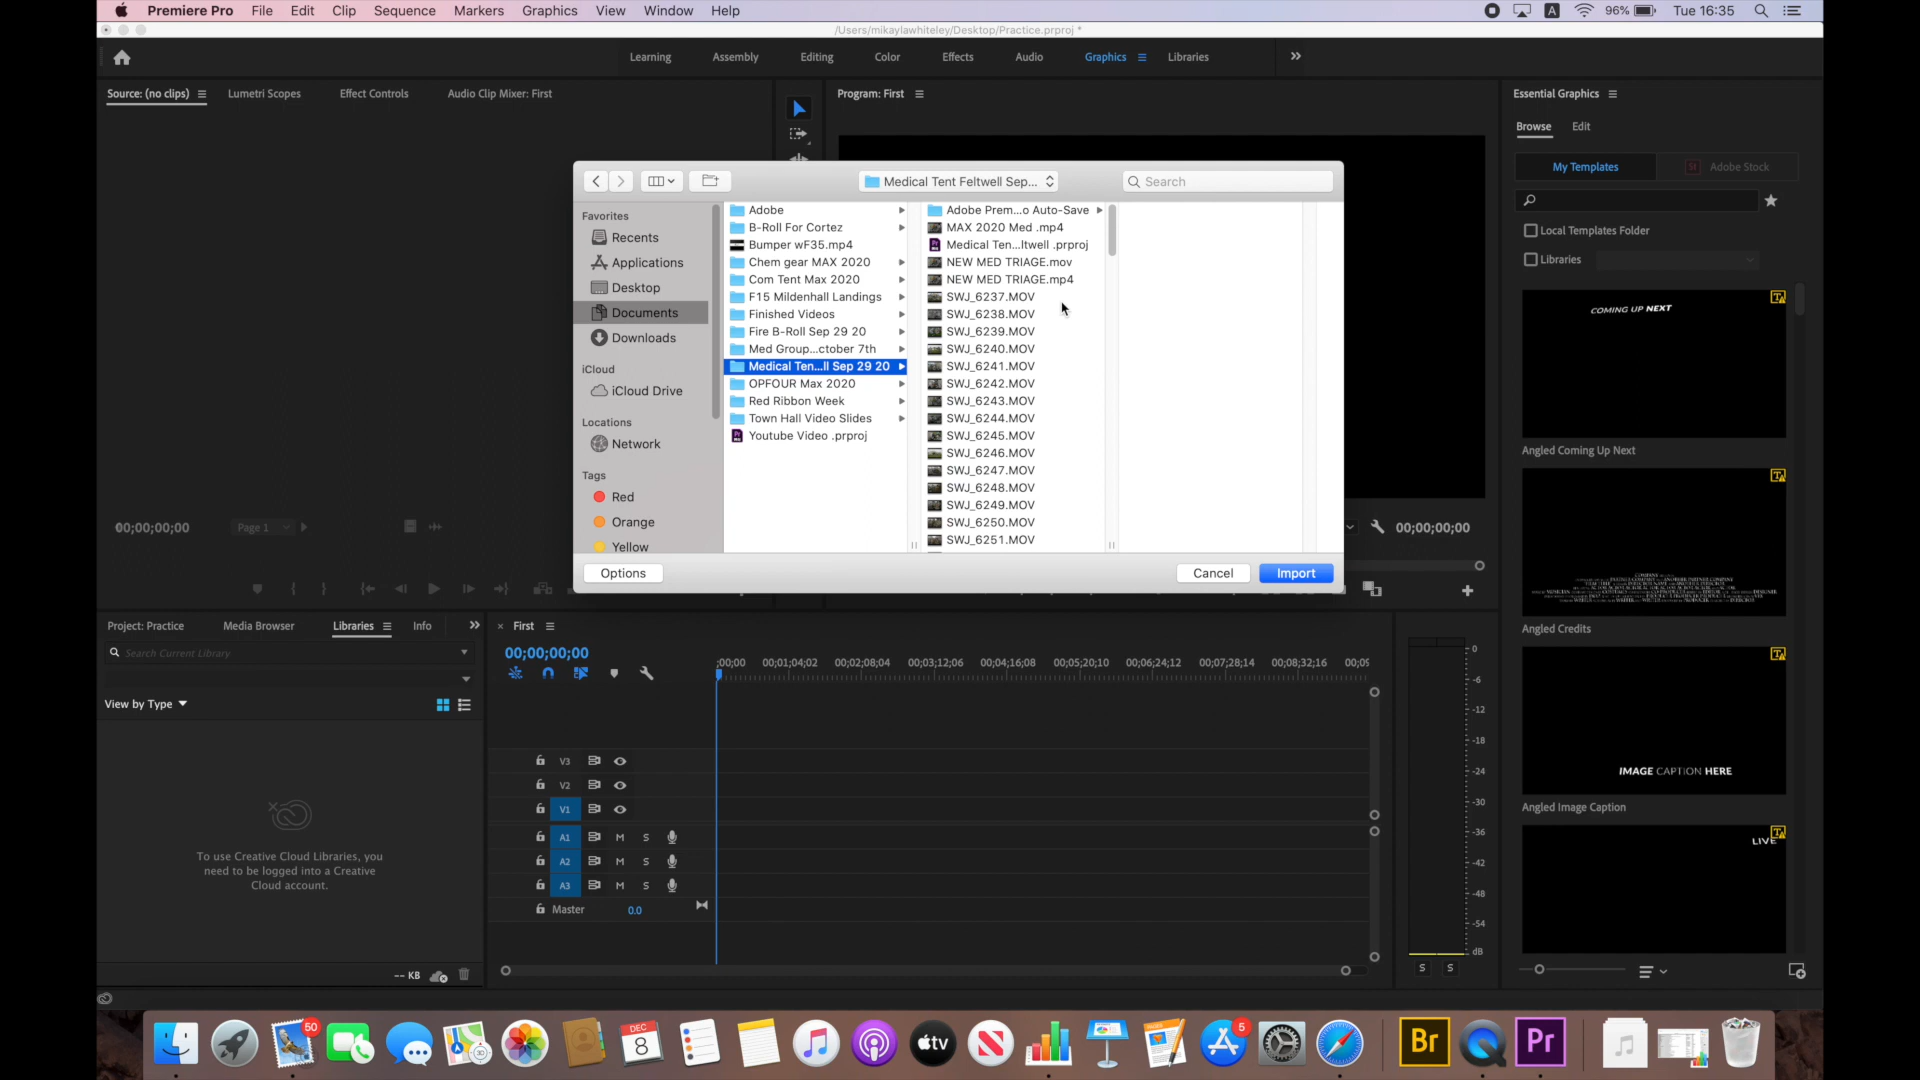 Premiere Pro File Edit Clip Sequence Markers Graphics View Window Help 96% Tue 16:35
/Users/mikaylawhiteley/Desktop/Practice.prproj *
Learning Assembly Editing Color Effects Audio Graphics Libraries
Source: (no clips) Lumetri Scopes Effect Controls Audio Clip Mixer: First
Program: First
Essential Graphics
Browse Edit
My Templates Adobe Stock
Local Templates Folder
Libraries
COMING UP NEXT
Angled Coming Up Next
Angled Credits
IMAGE CAPTION HERE
Angled Image Caption
LIVE
Medical Tent Feltwell Sep...
Search
Favorites
Recents
Applications
Desktop
Documents
Downloads
iCloud
iCloud Drive
Locations
Network
Tags
Red
Orange
Yellow
Adobe
B-Roll For Cortez
Bumper wF35.mp4
Chem gear MAX 2020
Com Tent Max 2020
F15 Mildenhall Landings
Finished Videos
Fire B-Roll Sep 29 20
Med Group...ctober 7th
Medical Ten...ll Sep 29 20
OPFOUR Max 2020
Red Ribbon Week
Town Hall Video Slides
Youtube Video .prproj
Adobe Prem...o Auto-Save
MAX 2020 Med .mp4
Medical Ten...ltwell .prproj
NEW MED TRIAGE.mov
NEW MED TRIAGE.mp4
SWJ_6237.MOV
SWJ_6238.MOV
SWJ_6239.MOV
SWJ_6240.MOV
SWJ_6241.MOV
SWJ_6242.MOV
SWJ_6243.MOV
SWJ_6244.MOV
SWJ_6245.MOV
SWJ_6246.MOV
SWJ_6247.MOV
SWJ_6248.MOV
SWJ_6249.MOV
SWJ_6250.MOV
SWJ_6251.MOV
Options Cancel Import
00;00;00;00 Page 1
00;00;00;00
Project: Practice Media Browser Libraries Info
Search Current Library
View by Type
To use Creative Cloud Libraries, you
need to be logged into a Creative
Cloud account.
-- KB
First
00;00;00;00
;00;00 00;01;04;02 00;02;08;04 00;03;12;06 00;04;16;08 00;05;20;10 00;06;24;12 00;07;28;14 00;08;32;16 00;09
V3
V2
V1
A1 M S
A2 M S
A3 M S
Master 0.0
0
-6
-12
-18
-24
-30
-36
-42
-48
-54
dB
S S
50
DEC
8
tv
5
Br
Pr